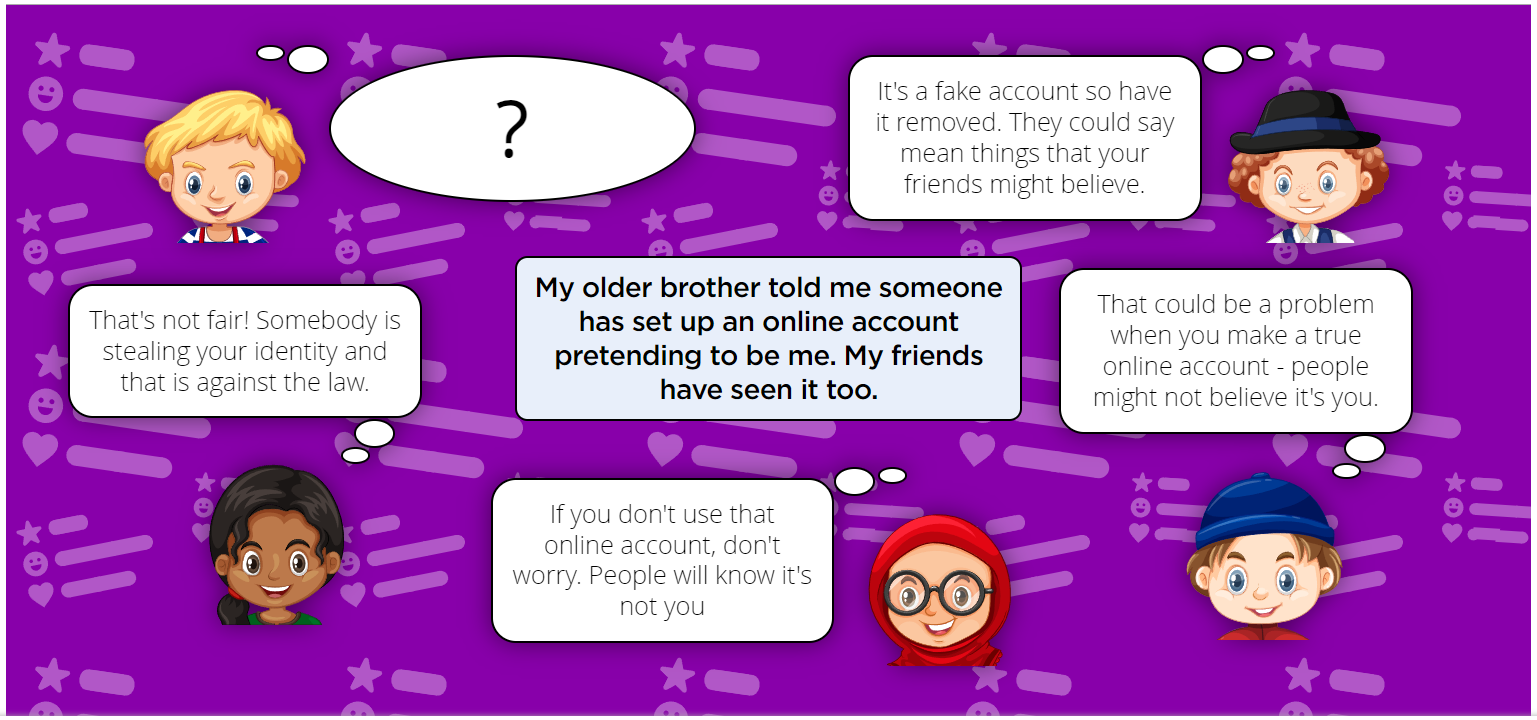 ?
It's a fake account so have
it removed. They could say
mean things that your
friends might believe.
My older brother told me someone
has set up an online account
pretending to be me. My friends
have seen it too.
That's not fair! Somebody is
stealing your identity and
that is against the law.
That could be a problem
when you make a true
online account - people
might not believe it's you.
If you don't use that
online account, don't
worry. People will know it's
not you